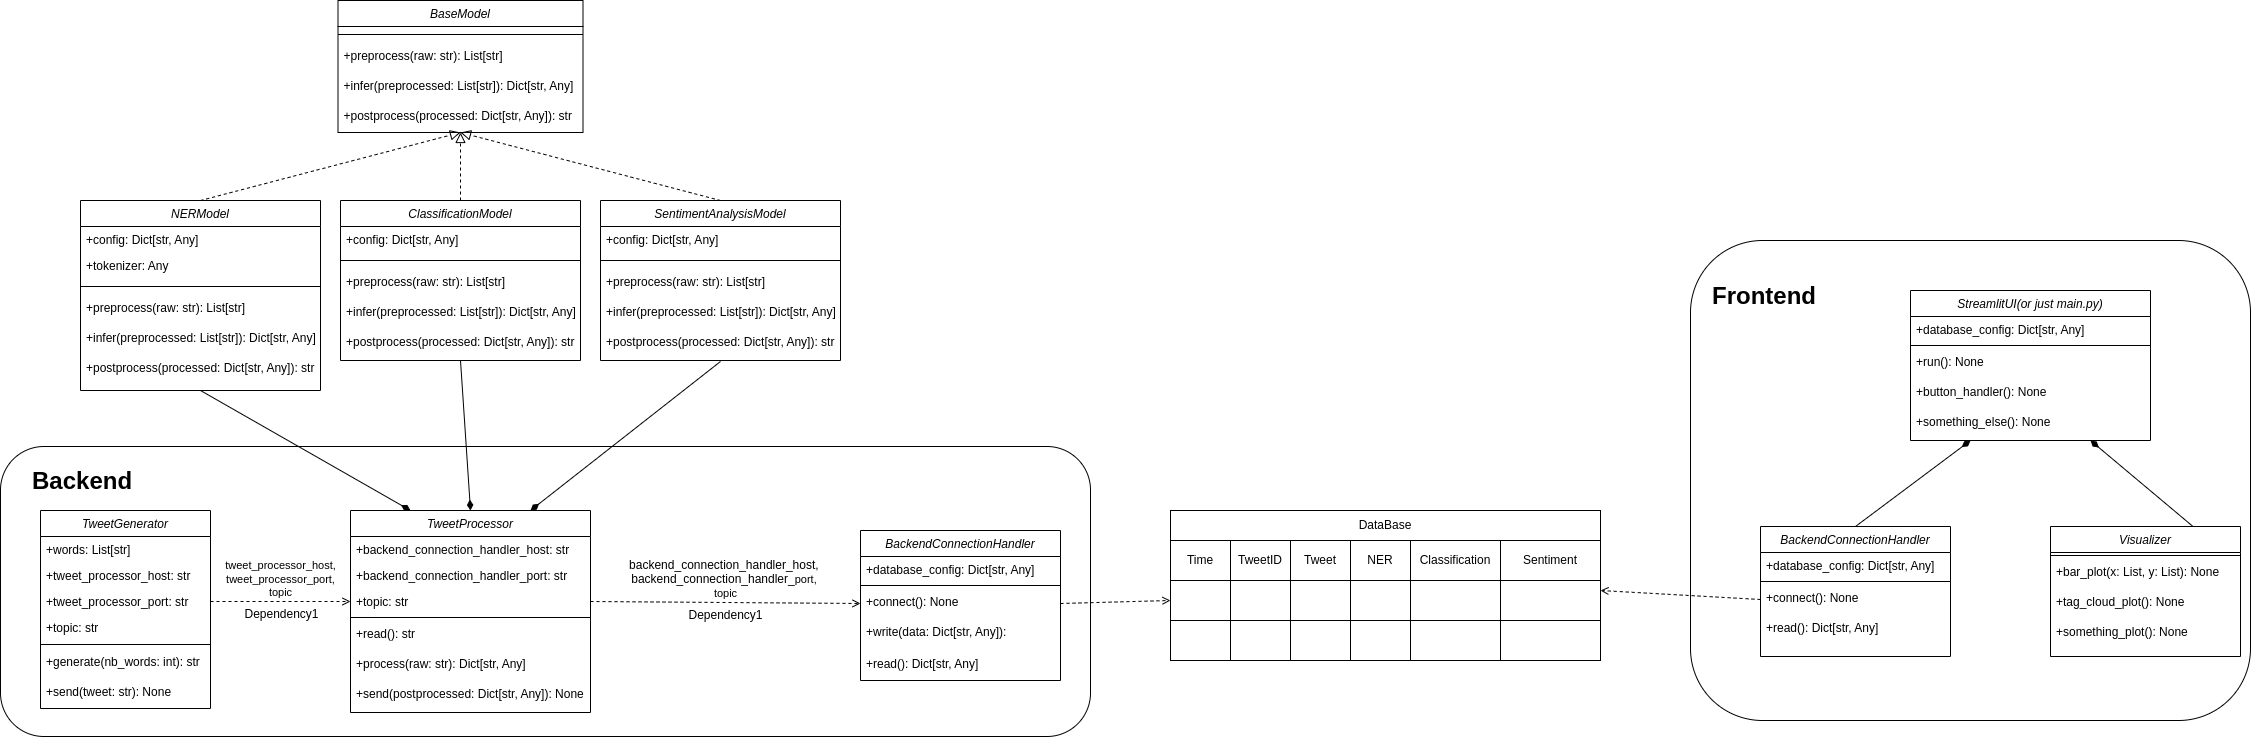 BaseModel
+preprocess(raw: str): List[str]
+infer(preprocessed: List[str]): Dict[str, Any]
+postprocess(processed: Dict[str, Any]): str
NERModel
+config: Dict[str, Any]
+tokenizer: Any
+preprocess(raw: str): List[str]
+infer(preprocessed: List[str]): Dict[str, Any]
+postprocess(processed: Dict[str, Any]): str
ClassificationModel
+config: Dict[str, Any]
+preprocess(raw: str): List[str]
+infer(preprocessed: List[str]): Dict[str, Any]
+postprocess(processed: Dict[str, Any]): str
SentimentAnalysisModel
+config: Dict[str, Any]
+preprocess(raw: str): List[str]
+infer(preprocessed: List[str]): Dict[str, Any]
+postprocess(processed: Dict[str, Any]): str
Backend
TweetGenerator
+words: List[str]
+tweet_processor_host: str
+tweet_processor_port: str
+topic: str
+generate(nb_words: int): str
+send(tweet: str): None
tweet_processor_host,
tweet_processor_port,
topic
Dependency1
TweetProcessor
+backend_connection_handler_host: str
+backend_connection_handler_port: str
+topic: str
+read(): str
+process(raw: str): Dict[str, Any]
+send(postprocessed: Dict[str, Any]): None
backend_connection_handler_host,
backend_connection_handler_port,
topic
Dependency1
BackendConnectionHandler
+database_config: Dict[str, Any]
+connect(): None
+write(data: Dict[str, Any]):
+read(): Dict[str, Any]
DataBase
Time TweetID Tweet NER Classification Sentiment
Frontend
StreamlitUI(or just main.py)
+database_config: Dict[str, Any]
+run(): None
+button_handler(): None
+something_else(): None
BackendConnectionHandler
+database_config: Dict[str, Any]
+connect(): None
+read(): Dict[str, Any]
Visualizer
+bar_plot(x: List, y: List): None
+tag_cloud_plot(): None
+something_plot(): None